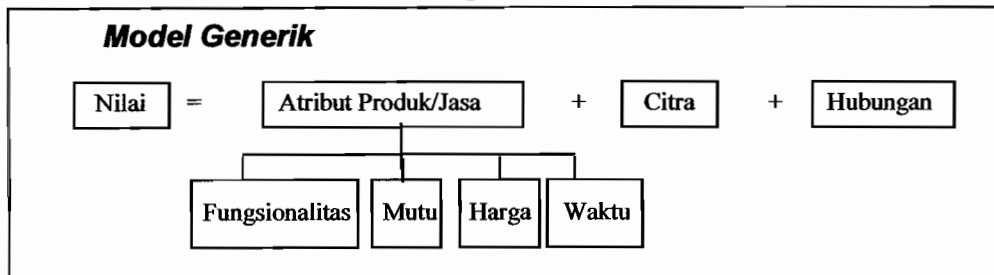 Model Generik
Nilai = Atribut Produk/Jasa + Citra + Hubungan
Fungsionalitas Mutu Harga Waktu